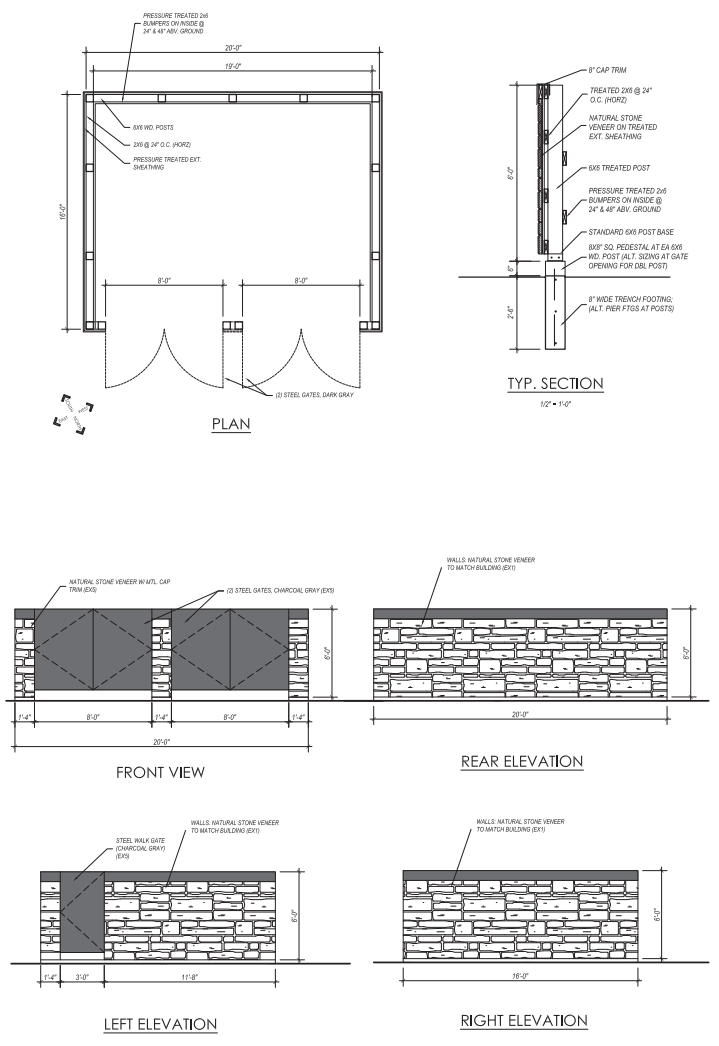 PRESSURE TREATED 2x6
BUMPERS ON INSIDE @
24" & 48" ABV. GROUND
20'-0"
19'-0"
6X6 WD. POSTS
2X6 @ 24" O.C. (HORZ)
PRESSURE TREATED EXT.
SHEATHING
16'-0"
8'-0"
8'-0"
(2) STEEL GATES, DARK GRAY
PLAN
8" CAP TRIM
TREATED 2X6 @ 24"
O.C. (HORZ)
NATURAL STONE
VENEER ON TREATED
EXT. SHEATHING
6X6 TREATED POST
PRESSURE TREATED 2x6
BUMPERS ON INSIDE @
24" & 48" ABV. GROUND
STANDARD 6X6 POST BASE
8X8" SQ. PEDESTAL AT EA 6X6
WD. POST (ALT. SIZING AT GATE
OPENING FOR DBL POST)
8" WIDE TRENCH FOOTING;
(ALT. PIER FTGS AT POSTS)
6'-0"
6"
2'-6"
TYP. SECTION
1/2" = 1'-0"
NATURAL STONE VENEER W/ MTL. CAP
TRIM (EX5)
(2) STEEL GATES, CHARCOAL GRAY (EX5)
6'-0"
1'-4"
8'-0"
1'-4"
8'-0"
1'-4"
20'-0"
FRONT VIEW
WALLS: NATURAL STONE VENEER
TO MATCH BUILDING (EX1)
6'-0"
20'-0"
REAR ELEVATION
STEEL WALK GATE
(CHARCOAL GRAY)
(EX5)
WALLS: NATURAL STONE VENEER
TO MATCH BUILDING (EX1)
6'-0"
1'-4"
3'-0"
11'-8"
LEFT ELEVATION
WALLS: NATURAL STONE VENEER
TO MATCH BUILDING (EX1)
6'-0"
16'-0"
RIGHT ELEVATION